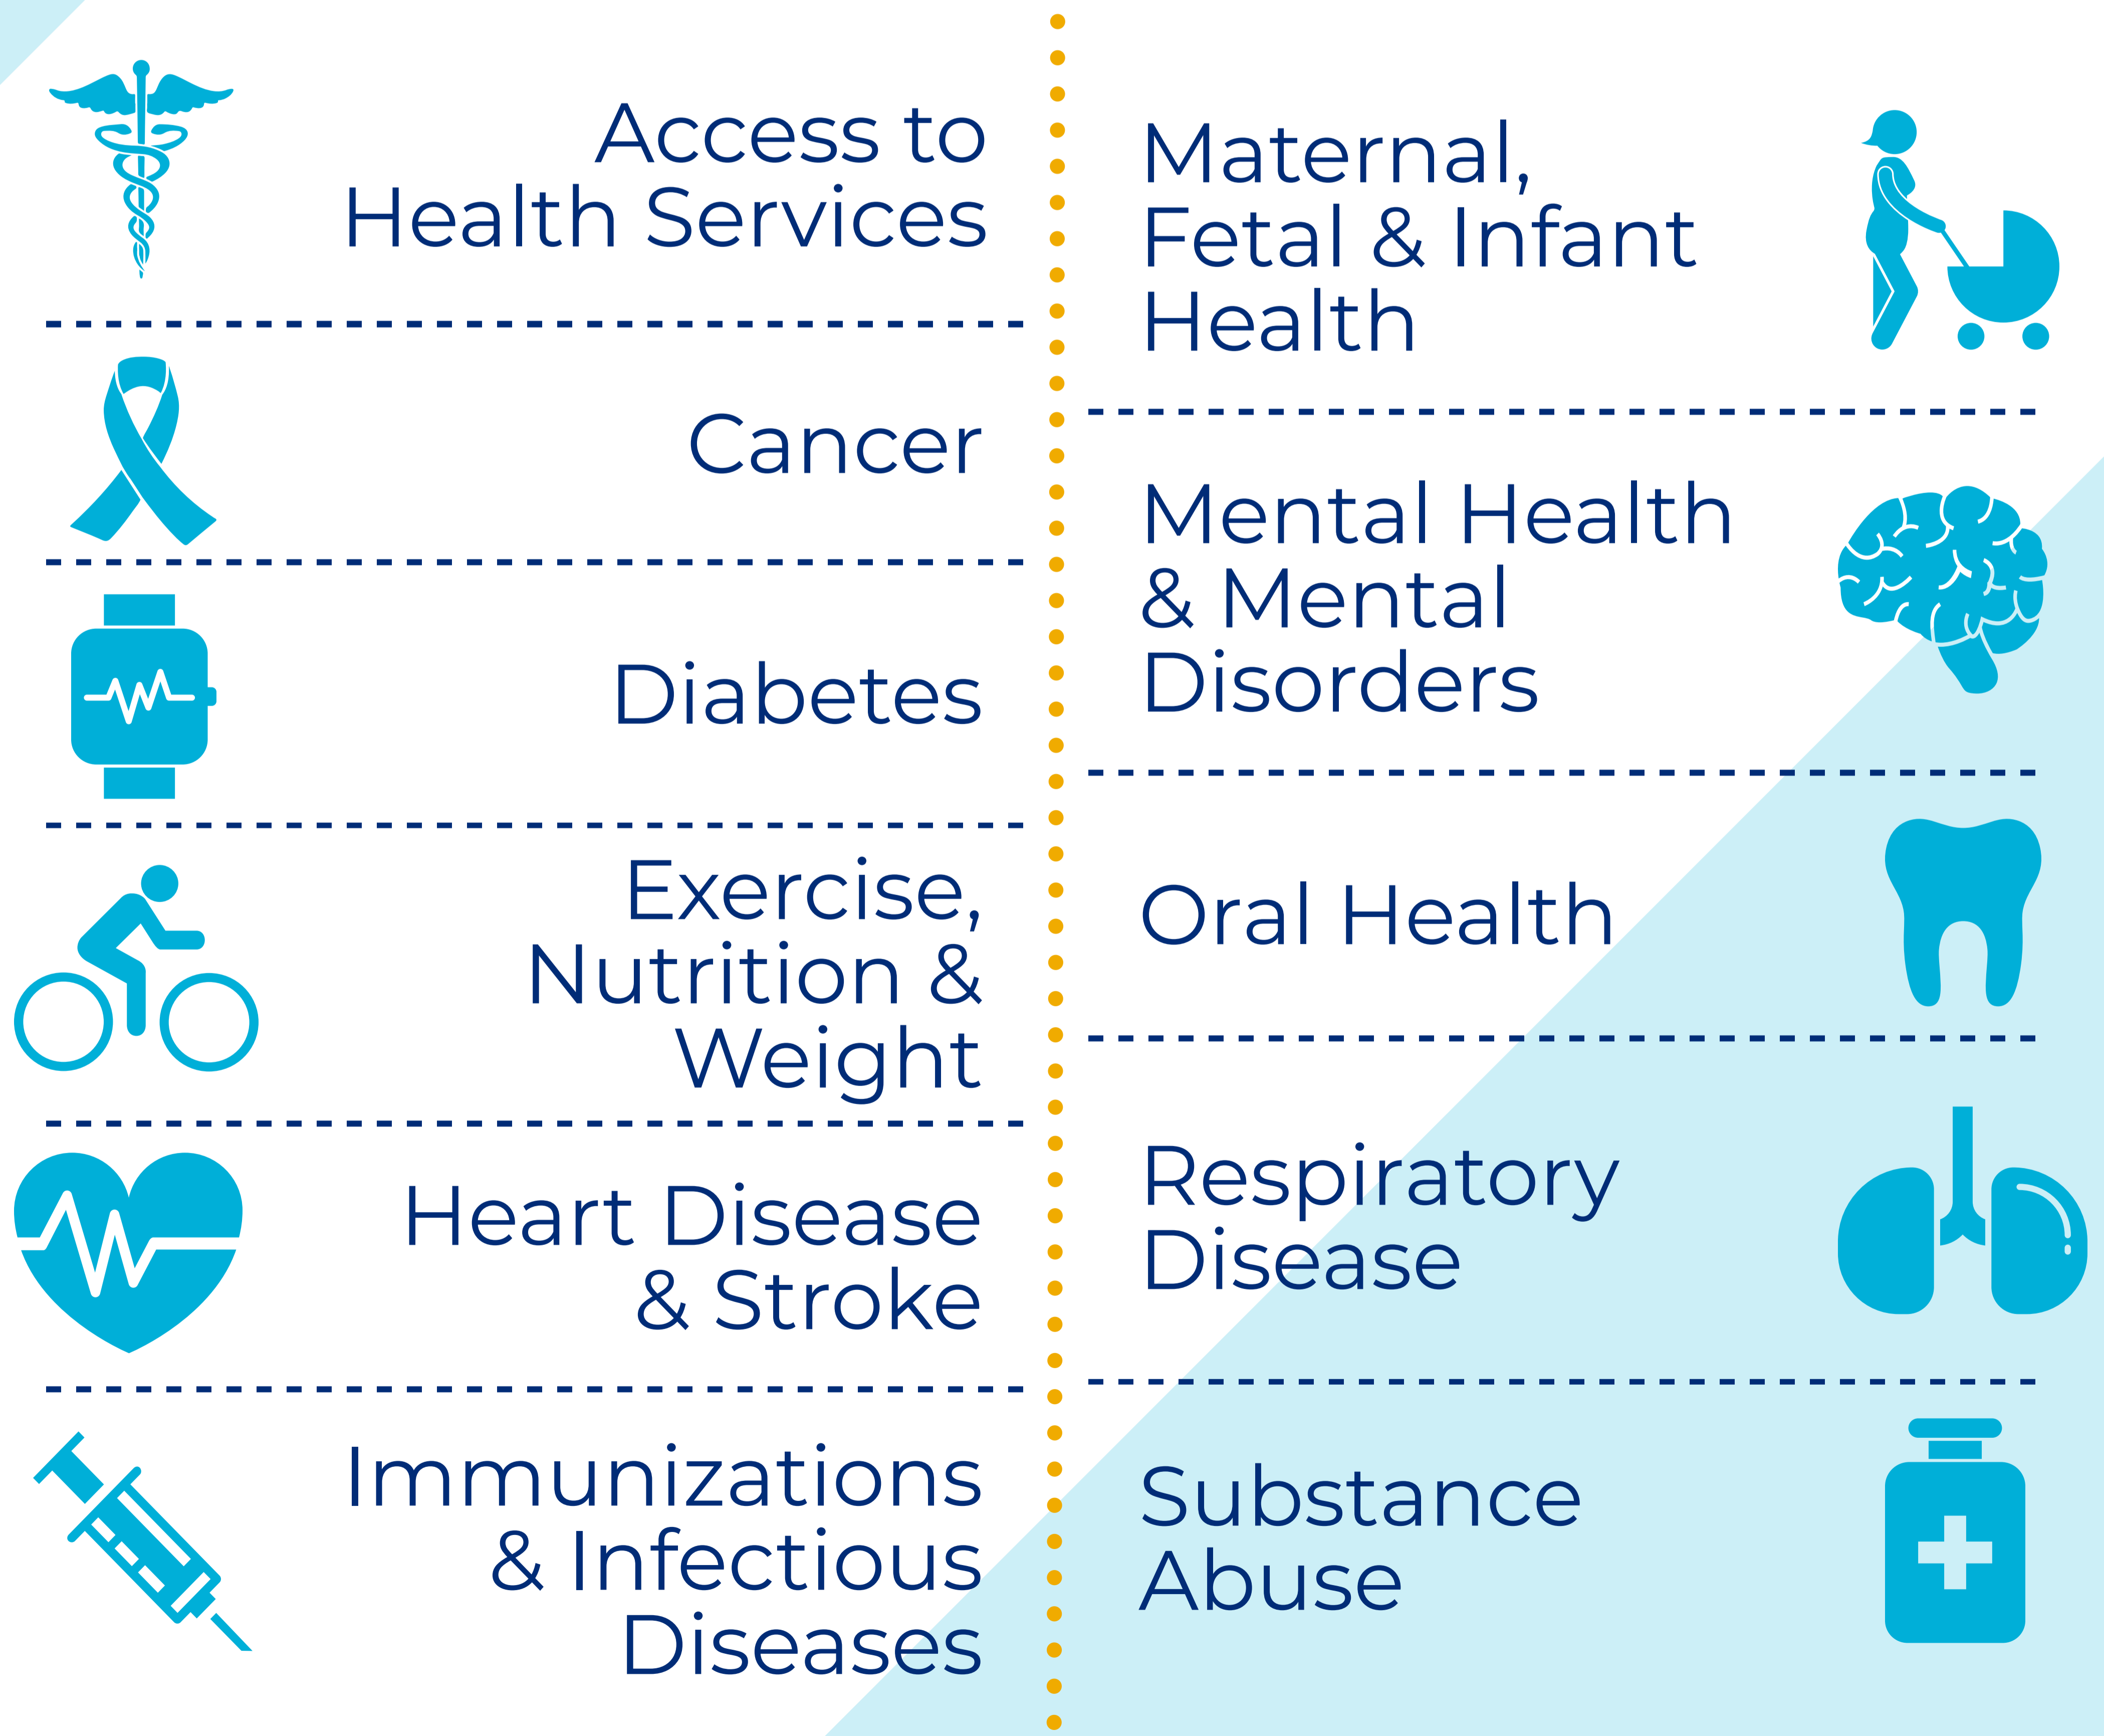 Access to
Health Services
Cancer
Diabetes
Exercise,
Nutrition &
Weight
Heart Disease
& Stroke
Immunizations
& Infectious
Diseases
Maternal,
Fetal & Infant
Health
Mental Health
& Mental
Disorders
Oral Health
Respiratory
Disease
Substance
Abuse